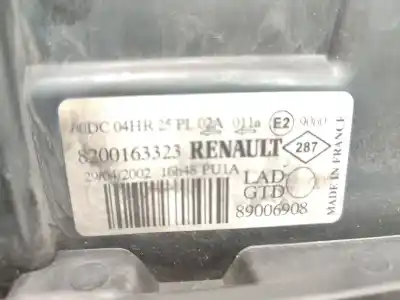 04HR 25 PL 02A 011a E2
8200163323 RENAULT 287
29/04/2002 16h48 PU1A LAD
GTD
89006908
MADE IN FRANCE